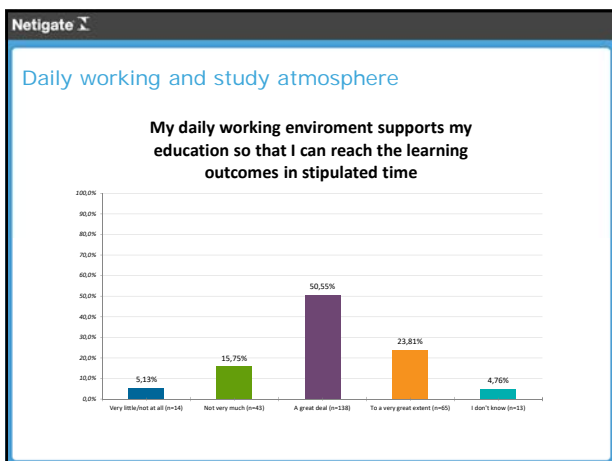 Netigate
Daily working and study atmosphere
My daily working enviroment supports my
education so that I can reach the learning
outcomes in stipulated time
100,0%
90,0%
80,0%
70,0%
60,0%
50,0%
40,0%
30,0%
20,0%
10,0%
0,0%
5,13%
15,75%
50,55%
23,81%
4,76%
Very little/not at all (n=14)
Not very much (n=43)
A great deal (n=138)
To a very great extent (n=65)
I don't know (n=13)